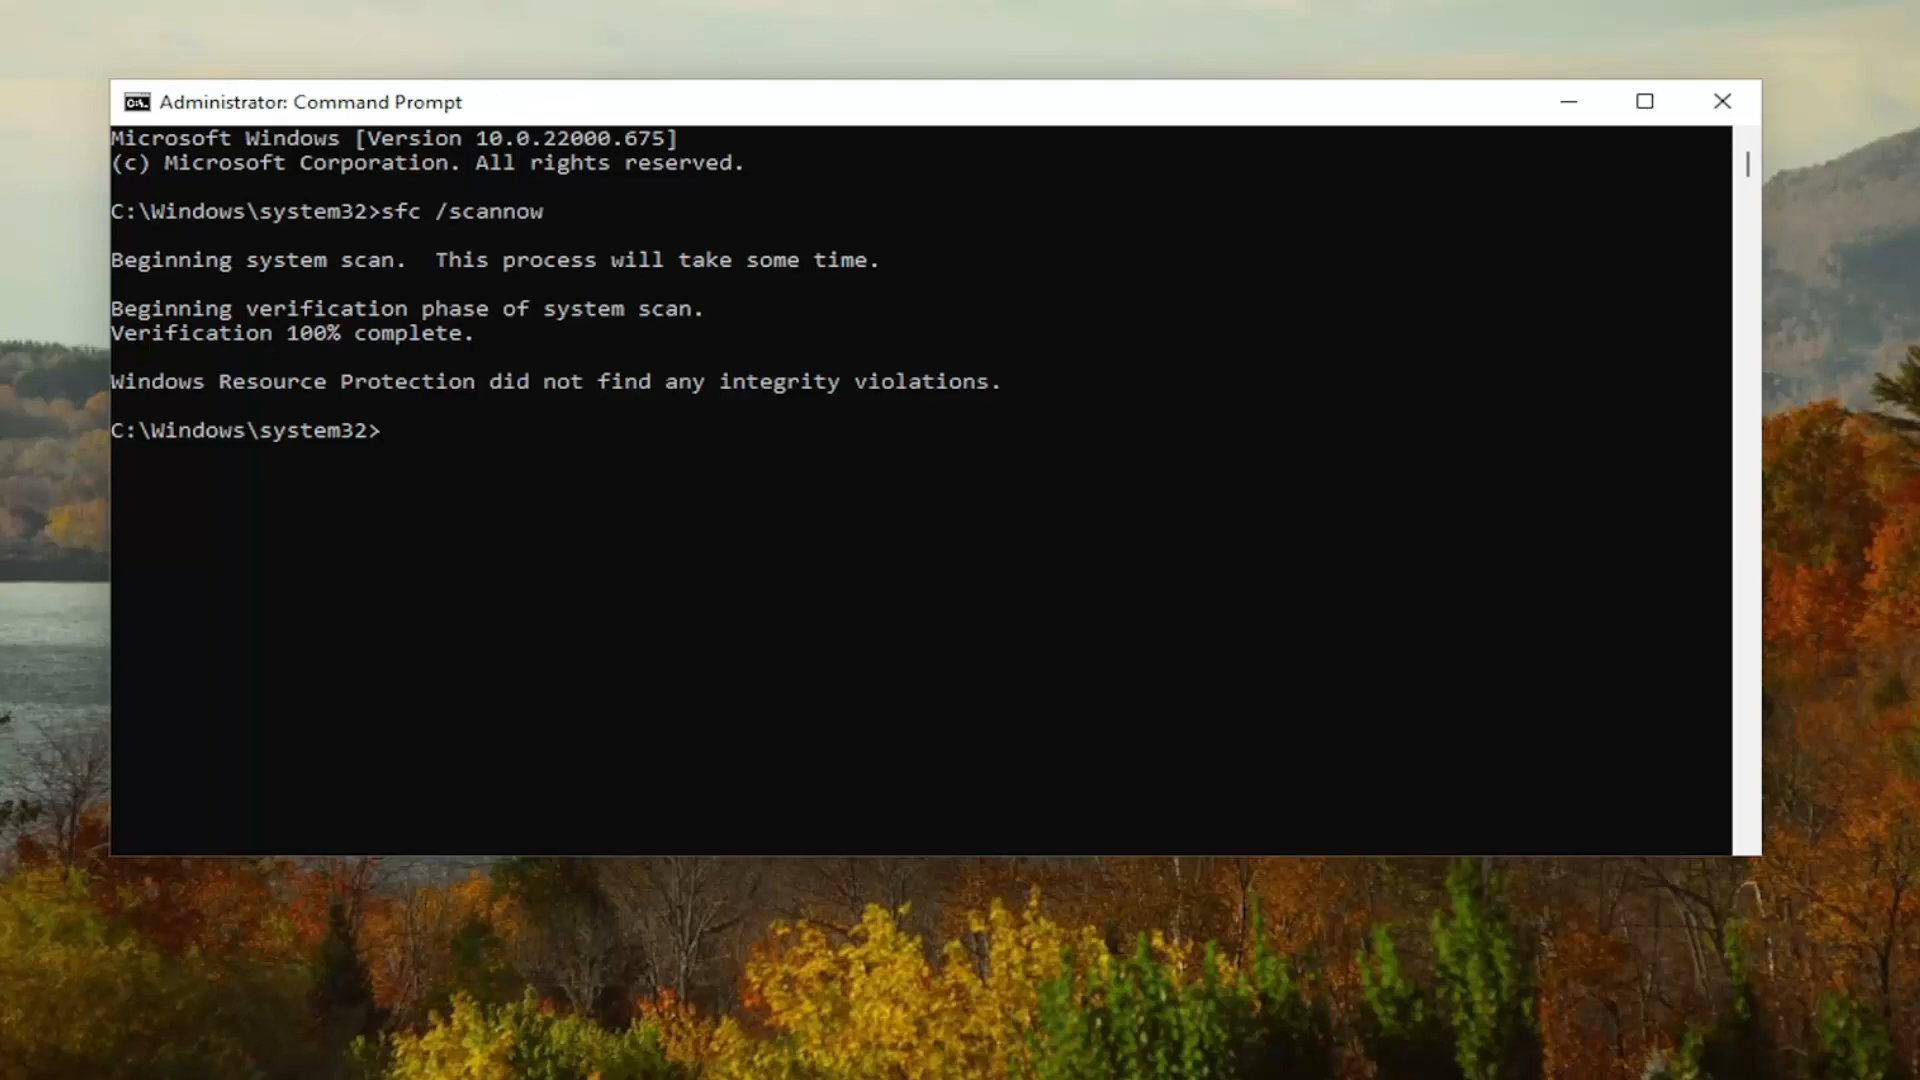 Administrator: Command Prompt
Microsoft Windows [Version 10.0.22000.675]
(c) Microsoft Corporation. All rights reserved.
C:\Windows\system32>sfc /scannow
Beginning system scan.  This process will take some time.
Beginning verification phase of system scan.
Verification 100% complete.
Windows Resource Protection did not find any integrity violations.
C:\Windows\system32>